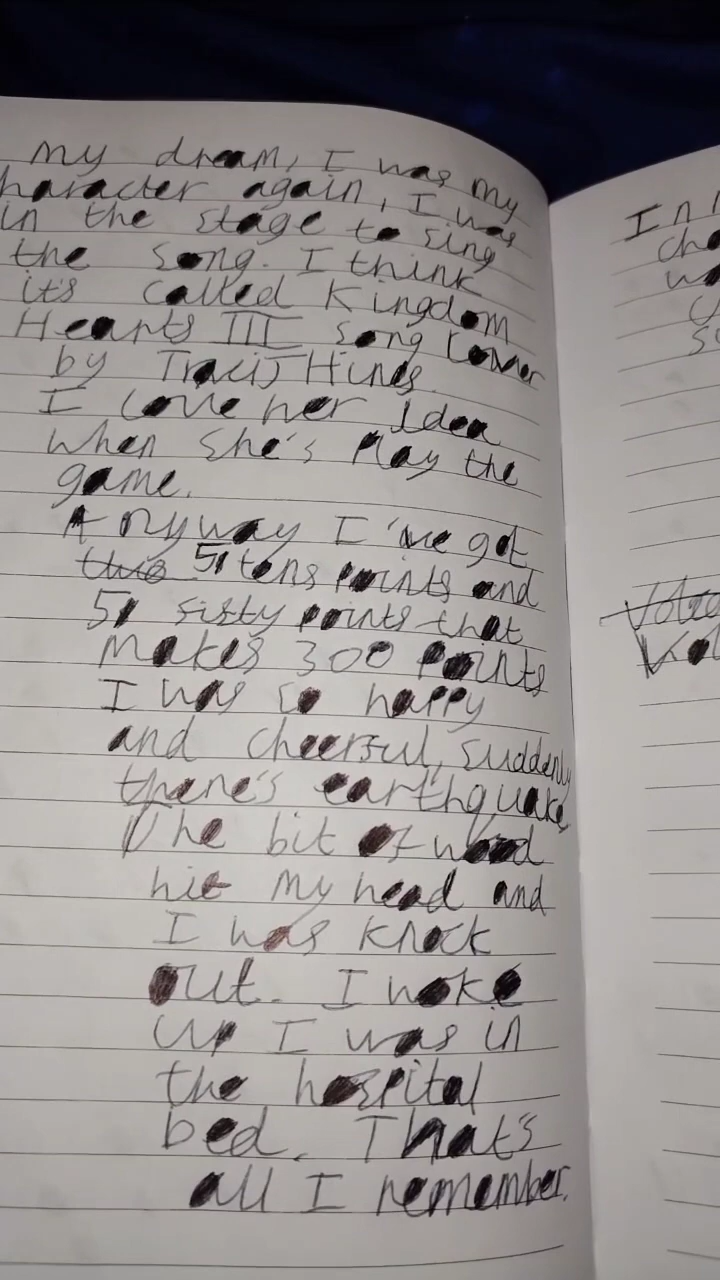 my dream, I was my
haracter again, I was
in the stage to sing
the song. I think
it's called Kingdom
Hearts III song cover
by Traci Hines.
I love her idea
when she's play the
game.
Anyway I've got
two 51 tens points and
51 fifty points that
makes 300 points
I was so happy
and cheerful, suddenly
there's earthquake,
The bit of wood
hit my head and
I was knock
out. I woke
up I was in
the hospital
bed. That's
all I remember.
In